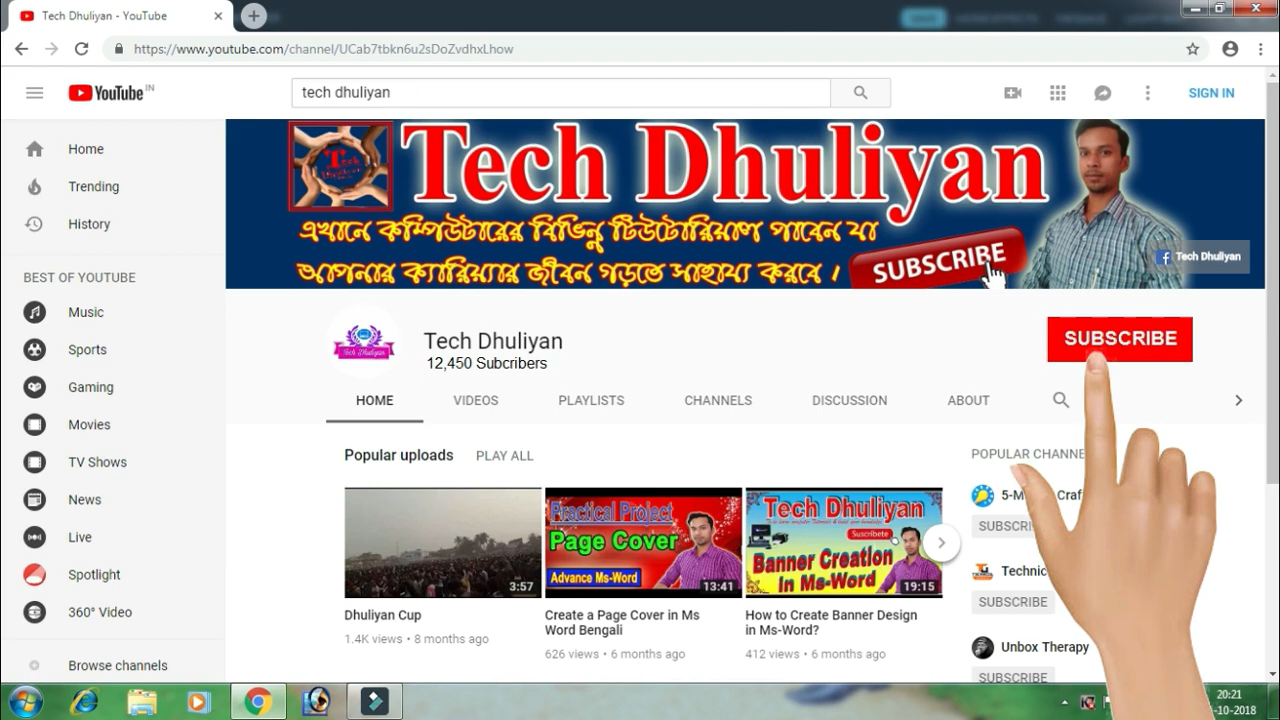 Tech Dhuliyan - YouTube
https://www.youtube.com/channel/UCab7tbkn6u2sDoZvdhxLhow
YouTube IN
tech dhuliyan
SIGN IN
Home
Trending
History
BEST OF YOUTUBE
Music
Sports
Gaming
Movies
TV Shows
News
Live
Spotlight
360° Video
Browse channels
Tech Dhuliyan
এখানে কম্পিউটারের বিভিন্ন টিউটোরিয়াল পাবেন যা
আপনার ক্যারিয়ার জীবন গড়তে সাহায্য করবে ।
SUBSCRIBE
Tech Dhuliyan
Tech Dhuliyan
Tech Dhuliyan
12,450 Subcribers
SUBSCRIBE
HOME VIDEOS PLAYLISTS CHANNELS DISCUSSION ABOUT
Popular uploads PLAY ALL
3:57
Dhuliyan Cup
1.4K views • 8 months ago
Practical Project
Page Cover
Advance Ms-Word
13:41
Create a Page Cover in Ms
Word Bengali
626 views • 6 months ago
Tech Dhuliyan
Suscribete
Banner Creation
in Ms-Word
19:15
How to Create Banner Design
in Ms-Word?
412 views • 6 months ago
POPULAR CHANNE
5-M Craf
SUBSCRI
Technic
SUBSCRIBE
Unbox Therapy
SUBSCRIBE
20:21
-10-2018